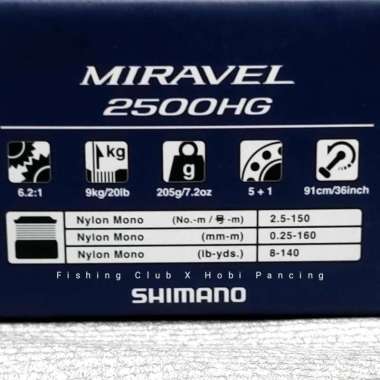 MIRAVEL
2500HG
kg
g
6.2:1 9kg/20lb 205g/7.2oz 5 + 1 91cm/36inch
Nylon Mono (No.-m / 号-m) 2.5-150
Nylon Mono (mm-m) 0.25-160
Nylon Mono (lb-yds.) 8-140
Fishing Club X Hobi Pancing
SHIMANO